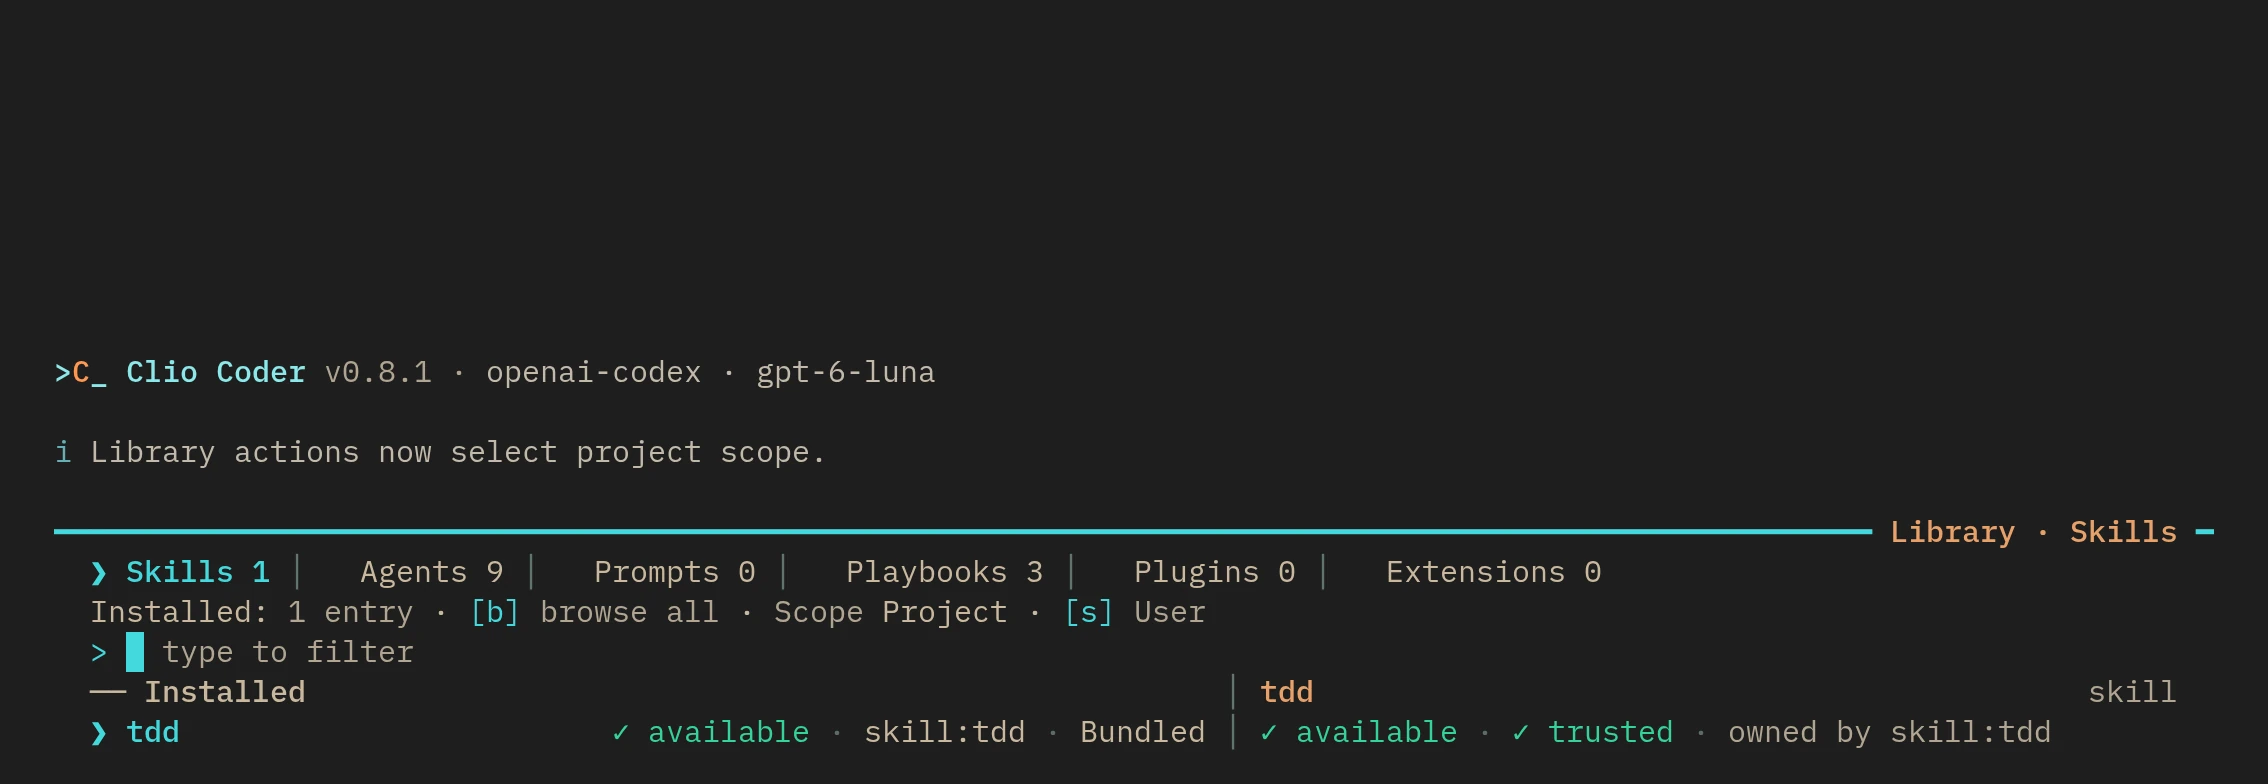 >C_ Clio Coder v0.8.1 · openai-codex · gpt-6-luna
i Library actions now select project scope.
Library · Skills
❯ Skills 1 │ Agents 9 │ Prompts 0 │ Playbooks 3 │ Plugins 0 │ Extensions 0
Installed: 1 entry · [b] browse all · Scope Project · [s] User
> type to filter
── Installed │ tdd skill
❯ tdd ✓ available · skill:tdd · Bundled │ ✓ available · ✓ trusted · owned by skill:tdd